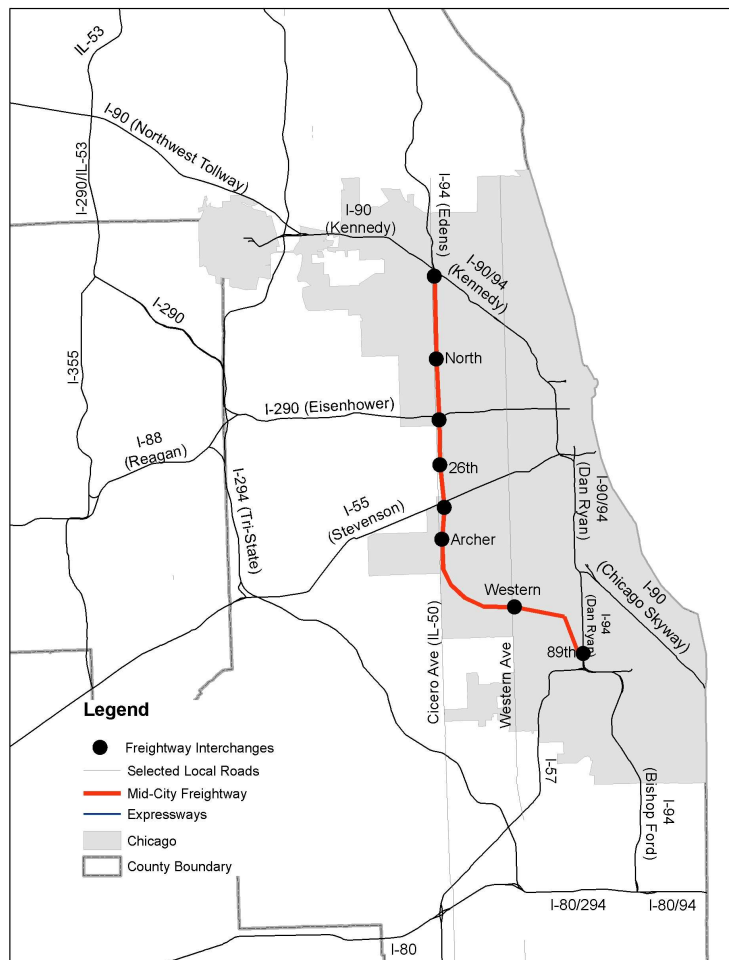 IL-53
I-90 (Northwest Tollway)
I-290/IL-53
I-94 (Edens)
I-90
(Kennedy)
I-90/94
(Kennedy)
I-290
North
I-355
I-290 (Eisenhower)
I-88
(Reagan)
26th
I-294 (Tri-State)
I-55
(Stevenson)
I-90/94
(Dan Ryan)
Archer
I-90
(Chicago Skyway)
Western
I-94
(Dan Ryan)
89th
Cicero Ave (IL-50)
Western Ave
Legend
Freightway Interchanges
Selected Local Roads
Mid-City Freightway
Expressways
Chicago
County Boundary
I-57
I-94
(Bishop Ford)
I-80/294
I-80/94
I-80